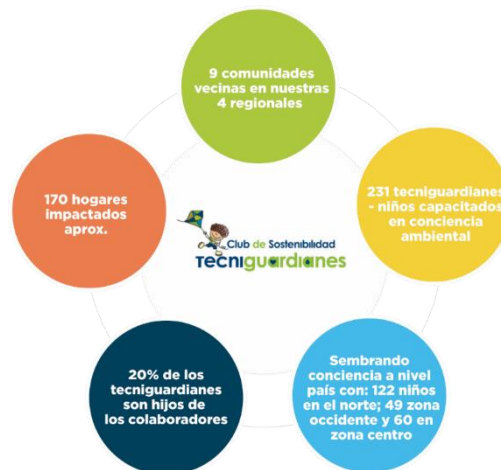 9 comunidades
vecinas en nuestras
4 regionales
170 hogares
impactados
aprox.
231 tecniguardianes
- niños capacitados
en conciencia
ambiental
Club de Sostenibilidad
Tecniguardianes
20% de los
tecniguardianes
son hijos de
los colaboradores
Sembrando
conciencia a nivel
país con: 122 niños
en el norte; 49 zona
occidente y 60 en
zona centro